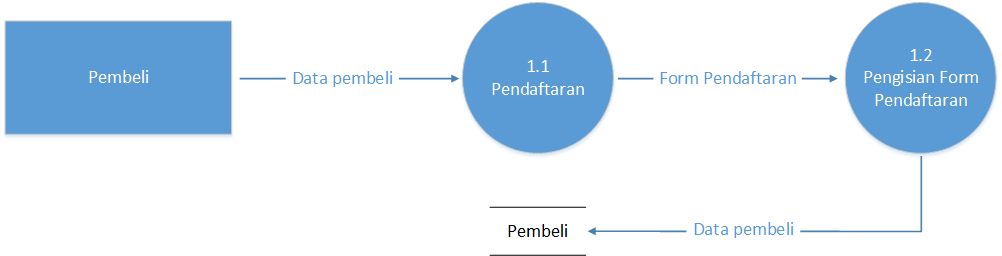 Pembeli
Data pembeli
1.1
Pendaftaran
Form Pendaftaran
1.2
Pengisian Form
Pendaftaran
Pembeli
Data pembeli